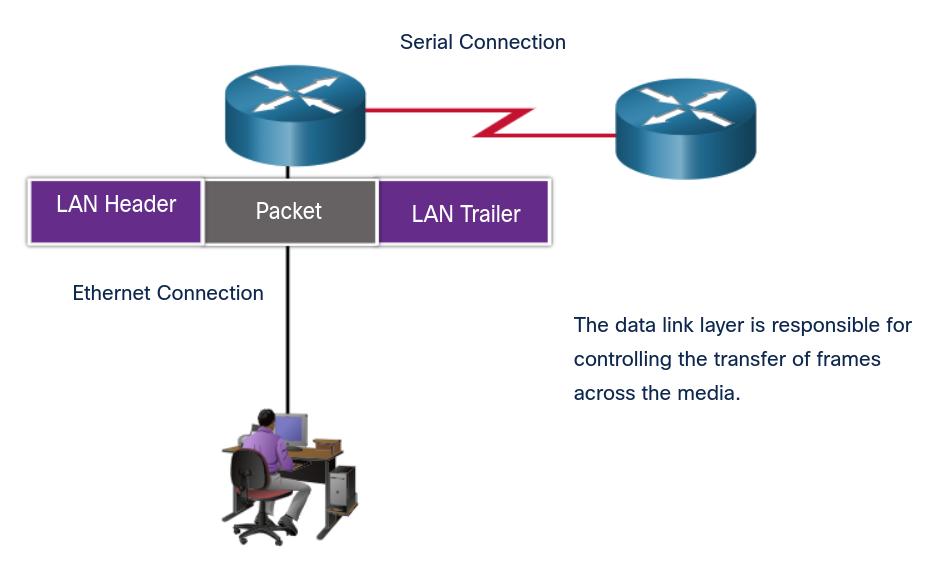 Serial Connection
LAN Header
Packet
LAN Trailer
Ethernet Connection
The data link layer is responsible for
controlling the transfer of frames
across the media.